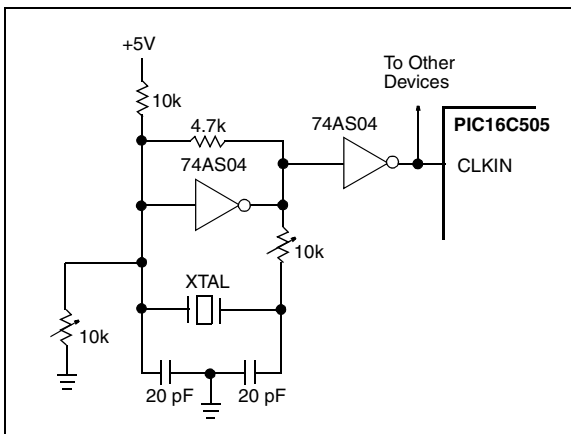 +5V
To Other
Devices
10k
4.7k
74AS04
PIC16C505
74AS04
CLKIN
10k
XTAL
10k
20 pF
20 pF